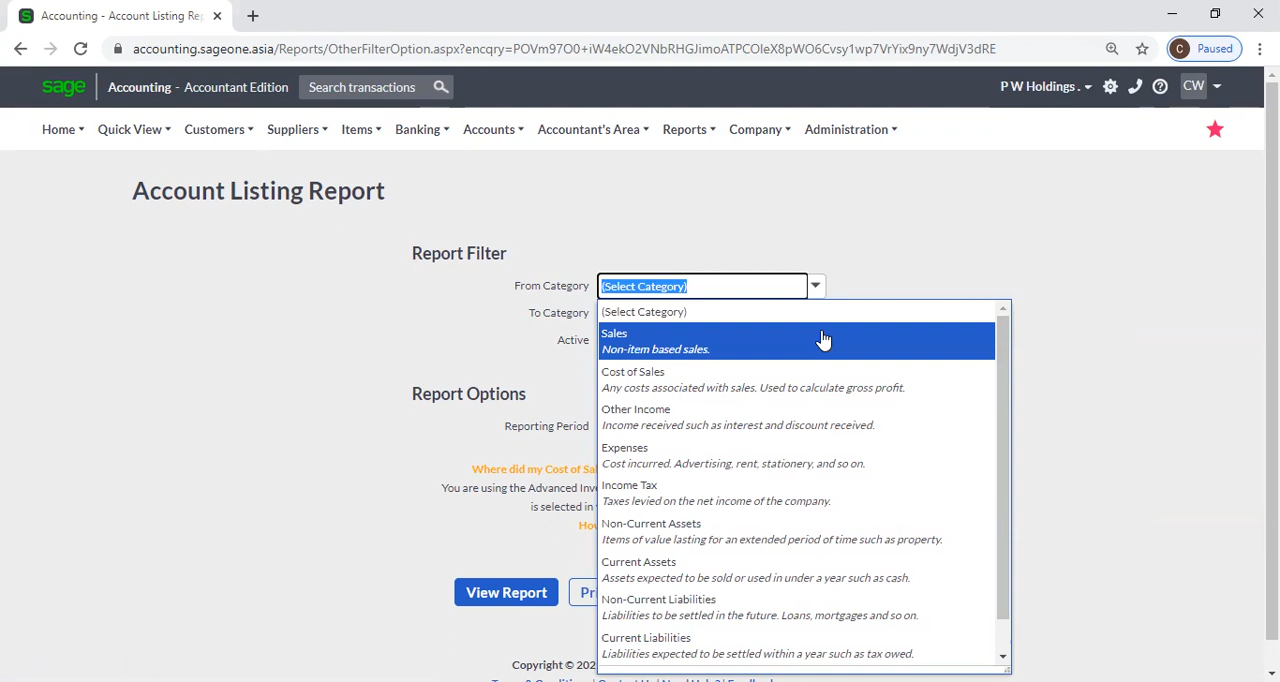 Accounting - Account Listing Rep
accounting.sageone.asia/Reports/OtherFilterOption.aspx?encqry=POVm97O0+iW4ekO2VNbRHGJimoATPCOIeX8pWO6Cvsy1wp7VrYix9ny7WdjV3dRE
C Paused
sage Accounting - Accountant Edition Search transactions P W Holdings . CW
Home Quick View Customers Suppliers Items Banking Accounts Accountant's Area Reports Company Administration
Account Listing Report
Report Filter
From Category (Select Category)
To Category (Select Category)
Sales
Active
Non-item based sales.
Cost of Sales
Any costs associated with sales. Used to calculate gross profit.
Report Options
Other Income
Reporting Period Income received such as interest and discount received.
Expenses
Where did my Cost of Sal Cost incurred. Advertising, rent, stationery, and so on.
You are using the Advanced Inv Income Tax
is selected in Taxes levied on the net income of the company.
How Non-Current Assets
Items of value lasting for an extended period of time such as property.
Current Assets
Assets expected to be sold or used in under a year such as cash.
View Report Pri Non-Current Liabilities
Liabilities to be settled in the future. Loans, mortgages and so on.
Current Liabilities
Liabilities expected to be settled within a year such as tax owed.
Copyright © 202